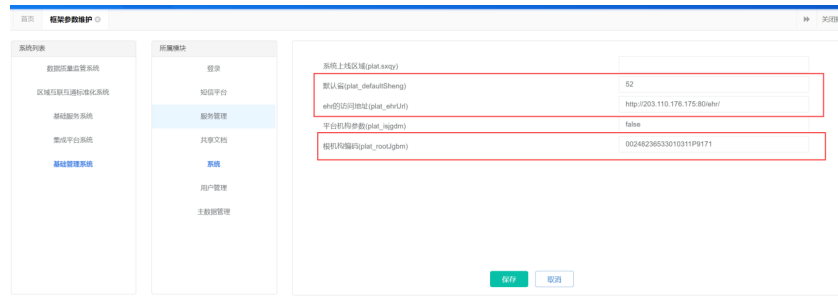 首页 框架参数维护 关闭
系统列表
数据质量监管系统
区域互联互通标准化系统
基础服务系统
集成平台系统
基础管理系统
所属模块
登录
短信平台
服务管理
共享文档
系统
用户管理
主数据管理
系统上线区域(plat.sxqy)
默认省(plat_defaultSheng) 52
ehr的访问地址(plat_ehrUrl) http://203.110.176.175:80/ehr/
平台机构参数(plat_isjgdm) false
根机构编码(plat_rootJgbm) 00248236533010311P9171
保存 取消